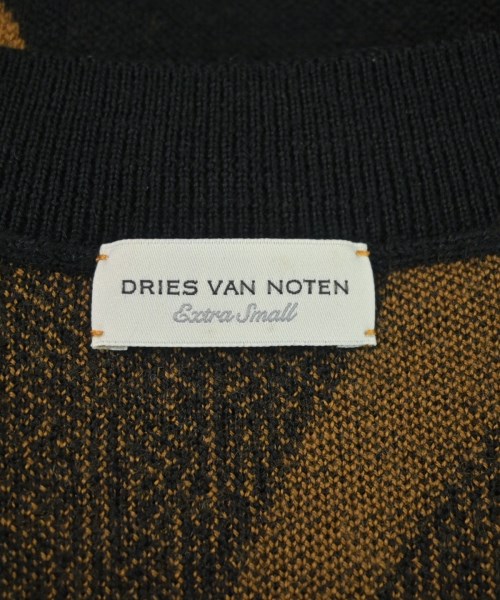 DRIES VAN NOTEN
Extra Small